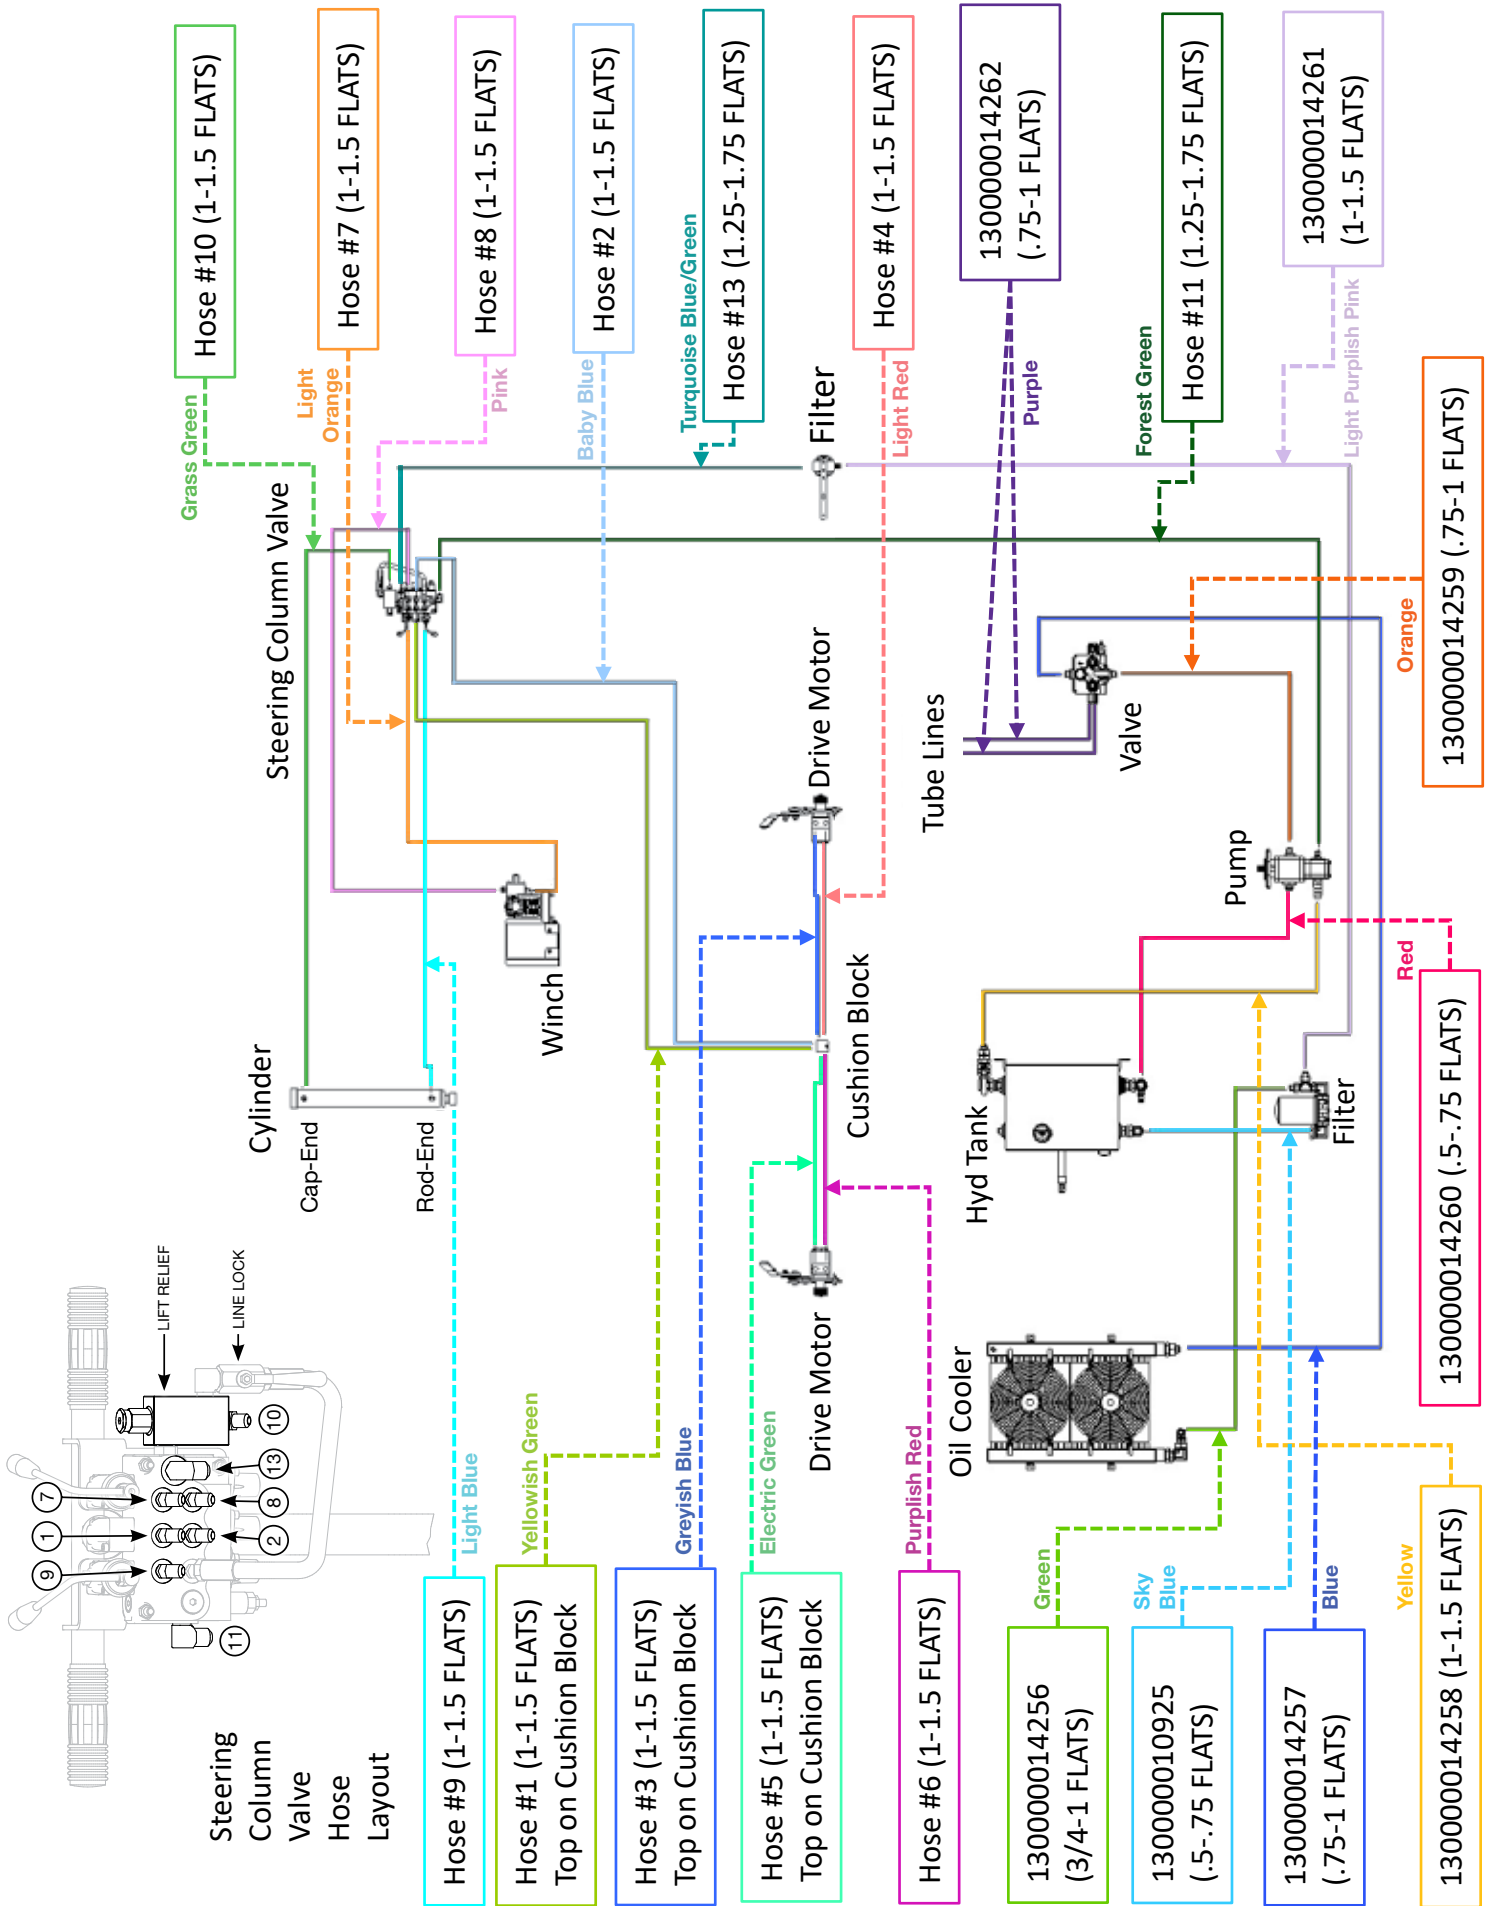 Steering
Column
Valve
Hose
Layout
11
9
1
2
7
8
13
10
LIFT RELIEF
LINE LOCK
Cylinder
Cap-End
Rod-End
Steering Column Valve
Grass Green
Hose #10 (1-1.5 FLATS)
Light
Orange
Hose #7 (1-1.5 FLATS)
Pink
Hose #8 (1-1.5 FLATS)
Baby Blue
Hose #2 (1-1.5 FLATS)
Turquoise Blue/Green
Hose #13 (1.25-1.75 FLATS)
Hose #9 (1-1.5 FLATS)
Light Blue
Winch
Hose #1 (1-1.5 FLATS)
Top on Cushion Block
Yellowish Green
Hose #3 (1-1.5 FLATS)
Top on Cushion Block
Greyish Blue
Hose #5 (1-1.5 FLATS)
Top on Cushion Block
Electric Green
Drive Motor
Cushion Block
Drive Motor
Filter
Light Red
Hose #4 (1-1.5 FLATS)
Hose #6 (1-1.5 FLATS)
Purplish Red
Oil Cooler
Hyd Tank
Tube Lines
Purple
13000014262
(.75-1 FLATS)
13000014256
(3/4-1 FLATS)
Green
Valve
Forest Green
Hose #11 (1.25-1.75 FLATS)
13000010925
(.5-.75 FLATS)
Sky
Blue
Pump
13000014257
(.75-1 FLATS)
Blue
Filter
Light Purplish Pink
13000014261
(1-1.5 FLATS)
Yellow
13000014258 (1-1.5 FLATS)
Red
13000014260 (.5-.75 FLATS)
Orange
13000014259 (.75-1 FLATS)